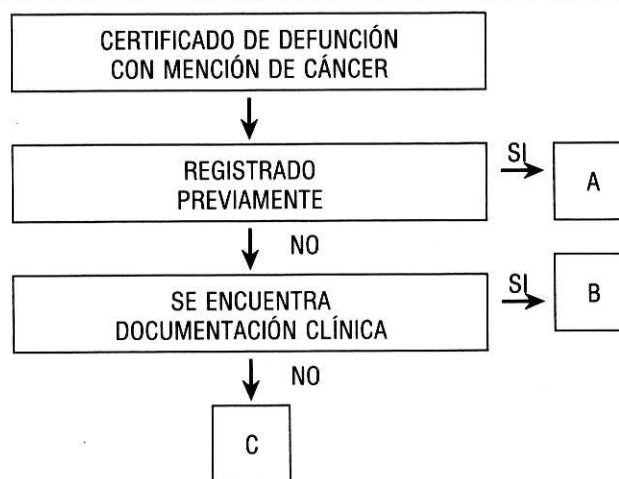 CERTIFICADO DE DEFUNCIÓN
CON MENCIÓN DE CÁNCER
REGISTRADO
PREVIAMENTE
SI
A
NO
SE ENCUENTRA
DOCUMENTACIÓN CLÍNICA
SI
B
NO
C